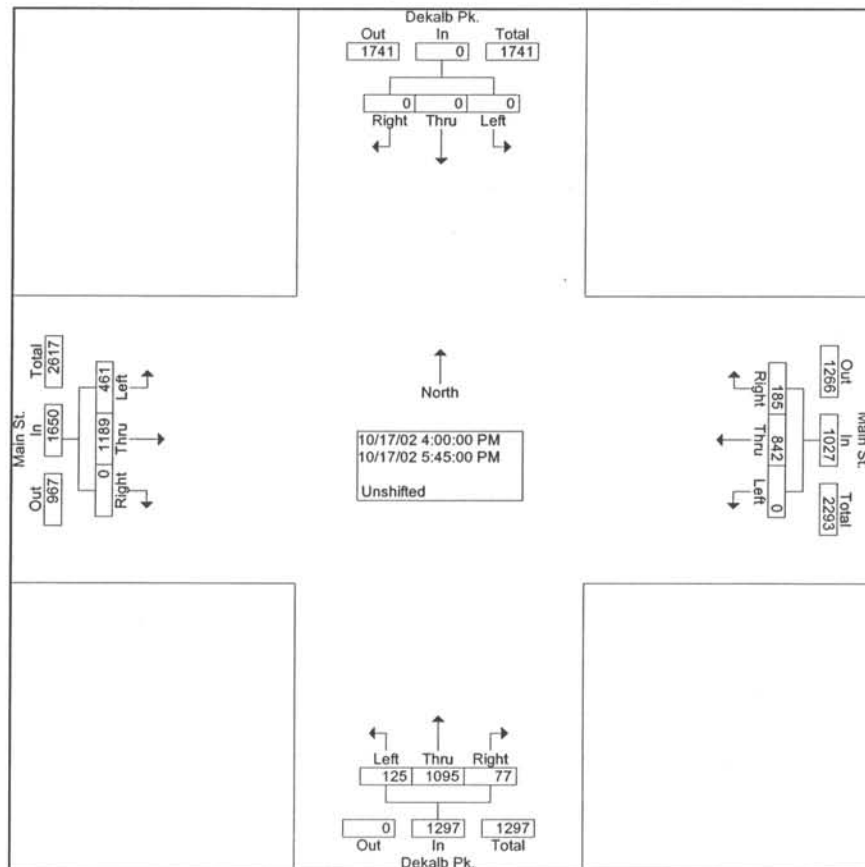 Dekalb Pk.
Out In Total
1741 0 1741
0 0 0
Right Thru Left
Main St.
Total In Out
2617 1650 967
461 1189 0
Left Thru Right
North
10/17/02 4:00:00 PM
10/17/02 5:45:00 PM
Unshifted
Right Thru Left
185 842 0
1266 1027 2293
Out In Total
Main St.
Left Thru Right
125 1095 77
0 1297 1297
Out In Total
Dekalb Pk.